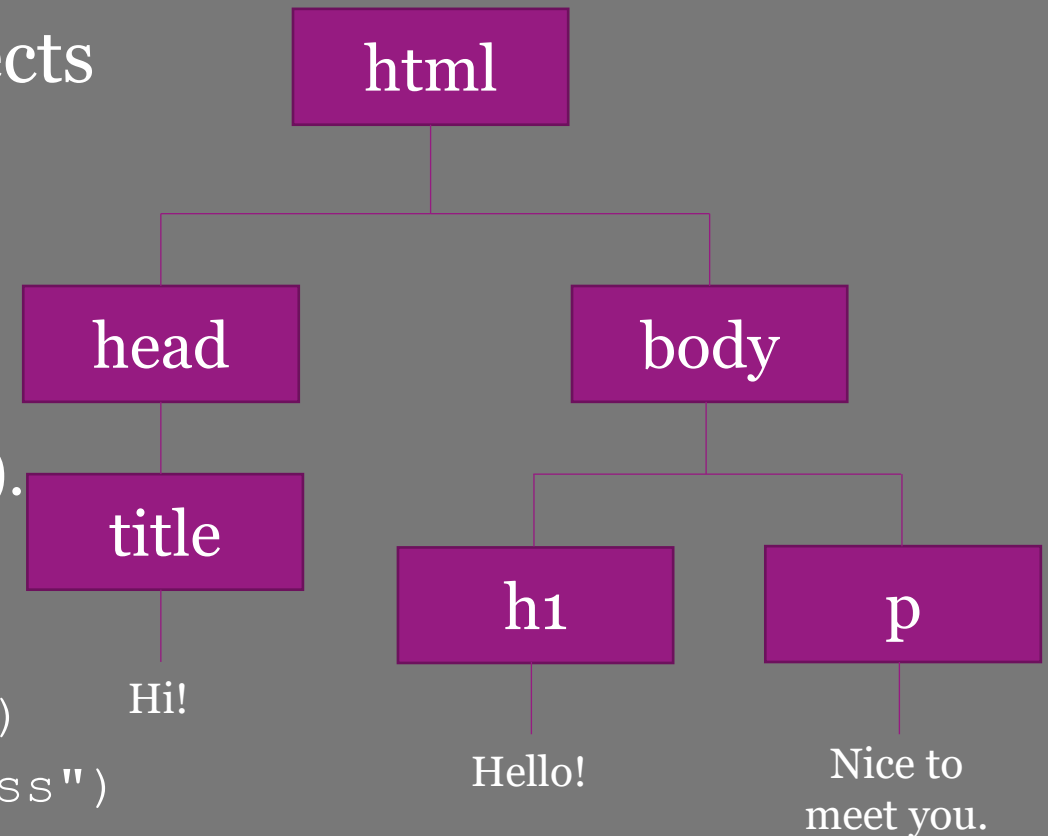 html
head
body
).
title
h1
p
Hi!
)
Hello!
Nice to
meet you.
")